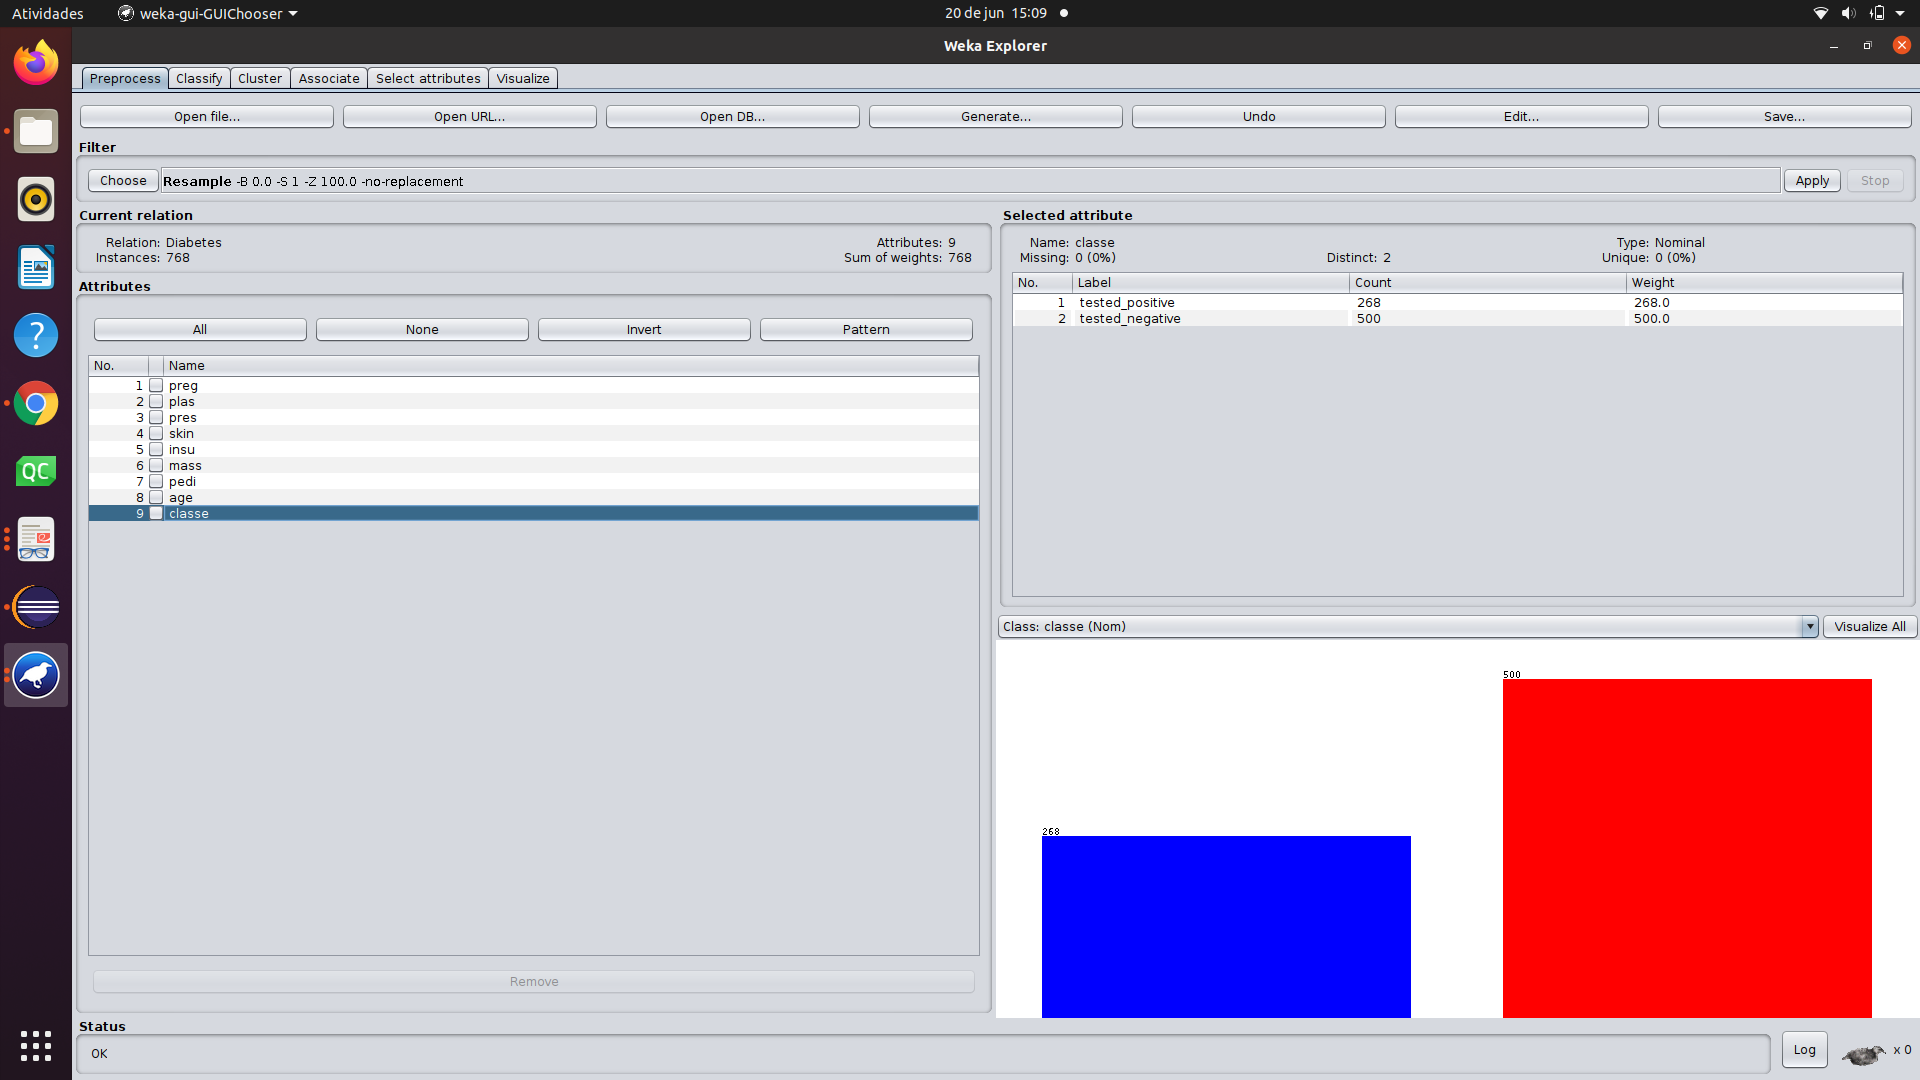 Atividades weka-gui-GUIChooser 20 de jun 15:09
Weka Explorer
Preprocess Classify Cluster Associate Select attributes Visualize
Open file... Open URL... Open DB... Generate... Undo Edit... Save...
Filter
Choose Resample -B 0.0 -S 1 -Z 100.0 -no-replacement Apply Stop
Current relation
Relation: Diabetes Attributes: 9
Instances: 768 Sum of weights: 768
Attributes
All None Invert Pattern
No. Name
1 preg
2 plas
3 pres
4 skin
5 insu
6 mass
7 pedi
8 age
9 classe
Remove
Selected attribute
Name: classe Type: Nominal
Missing: 0 (0%) Distinct: 2 Unique: 0 (0%)
No. Label Count Weight
1 tested_positive 268 268.0
2 tested_negative 500 500.0
Class: classe (Nom) Visualize All
500
268
Status
OK Log x 0
QC
?